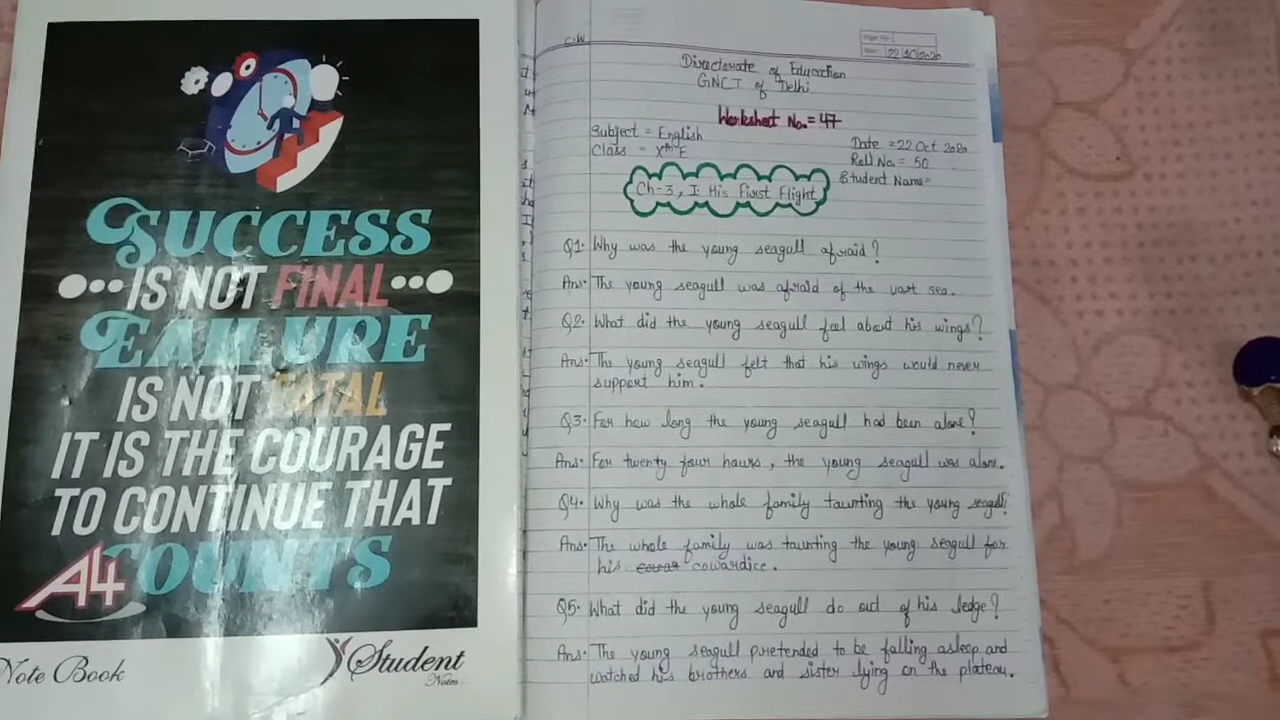 SUCCESS
IS NOT FINAL
FAILURE
IS NOT FATAL
IT IS THE COURAGE
TO CONTINUE THAT
COUNTS
A4
Note Book
Student
Notes
C.W
Page No.
Date 22/10/2020
Directorate of Education
GNCT of Delhi
Worksheet No. = 47
Subject = English
Class = Xth E
Date = 22 Oct 2020
Roll No. = 50
Student Name =
Ch-3, I His First Flight
Q1. Why was the young seagull afraid?
Ans. The young seagull was afraid of the vast sea.
Q2. What did the young seagull feel about his wings?
Ans. The young seagull felt that his wings would never
support him.
Q3. For how long the young seagull had been alone?
Ans. For twenty four hours, the young seagull was alone.
Q4. Why was the whole family taunting the young seagull?
Ans. The whole family was taunting the young seagull for
his cowardice.
Q5. What did the young seagull do out of his ledge?
Ans. The young seagull pretended to be falling asleep and
watched his brothers and sister lying on the plateau.